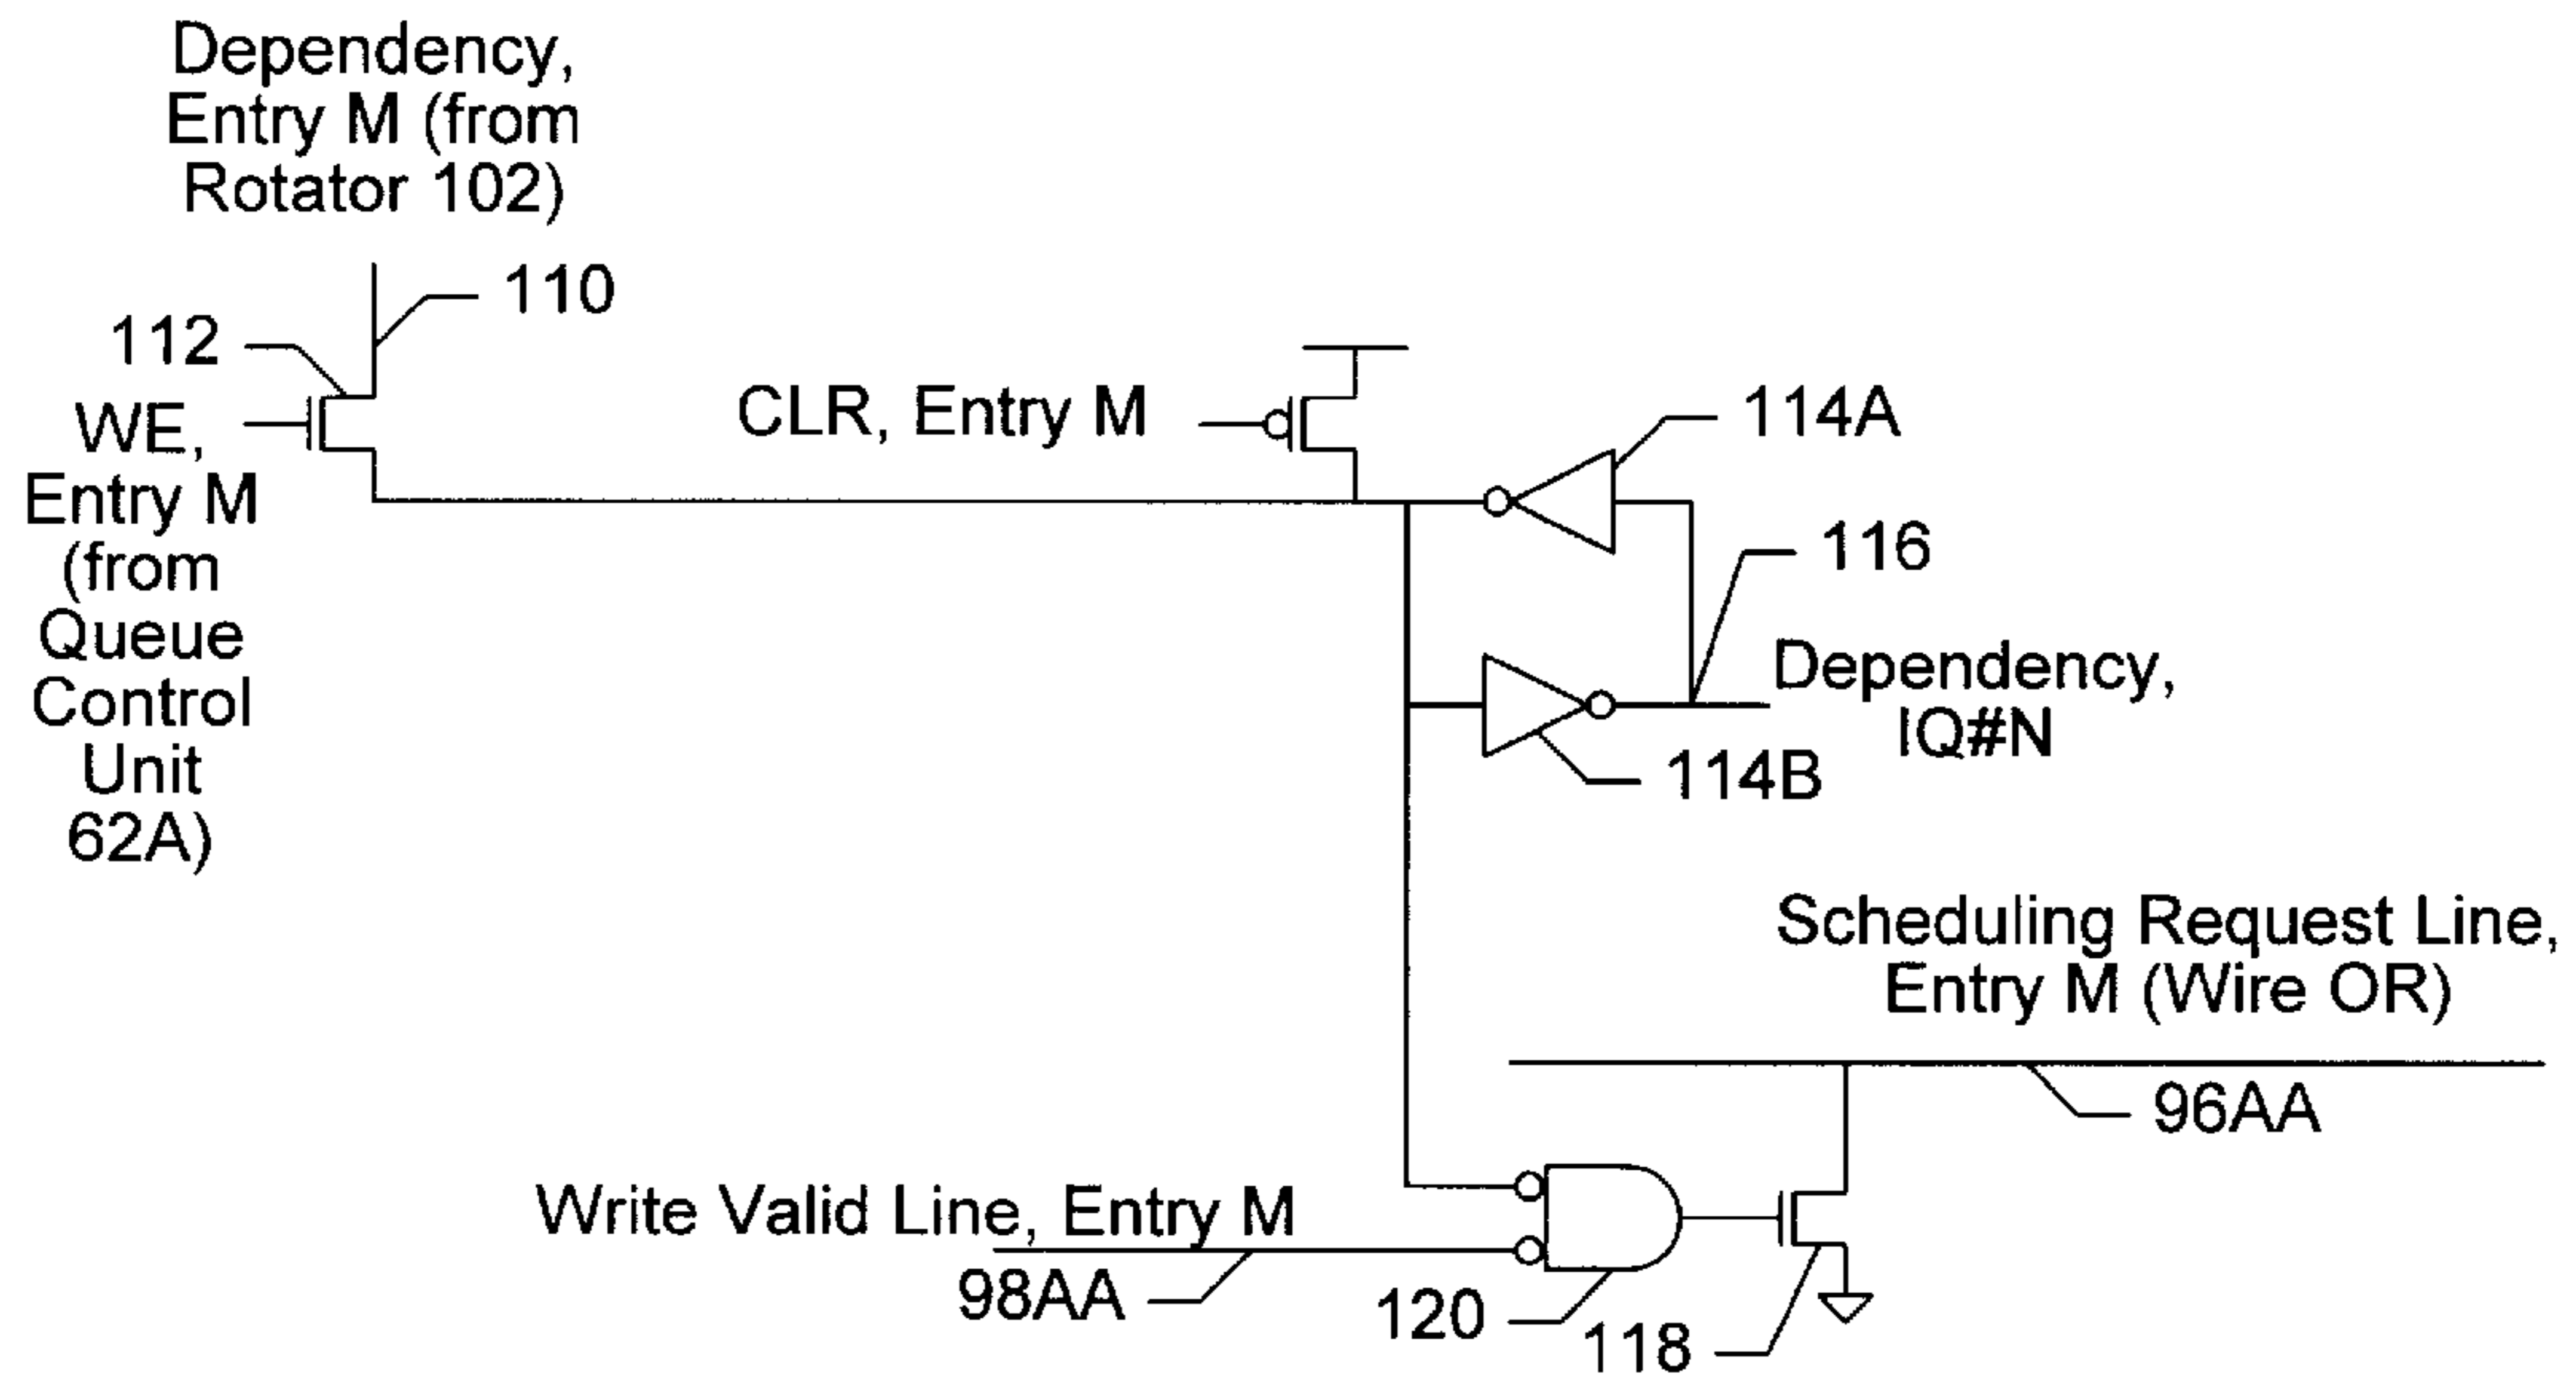 Dependency,
Entry M (from
Rotator 102)
110
112
WE,
Entry M
(from
Queue
Control
Unit
62A)
CLR, Entry M
114A
116
Dependency,
IQ#N
114B
Scheduling Request Line,
Entry M (Wire OR)
96AA
Write Valid Line, Entry M
98AA
120
118